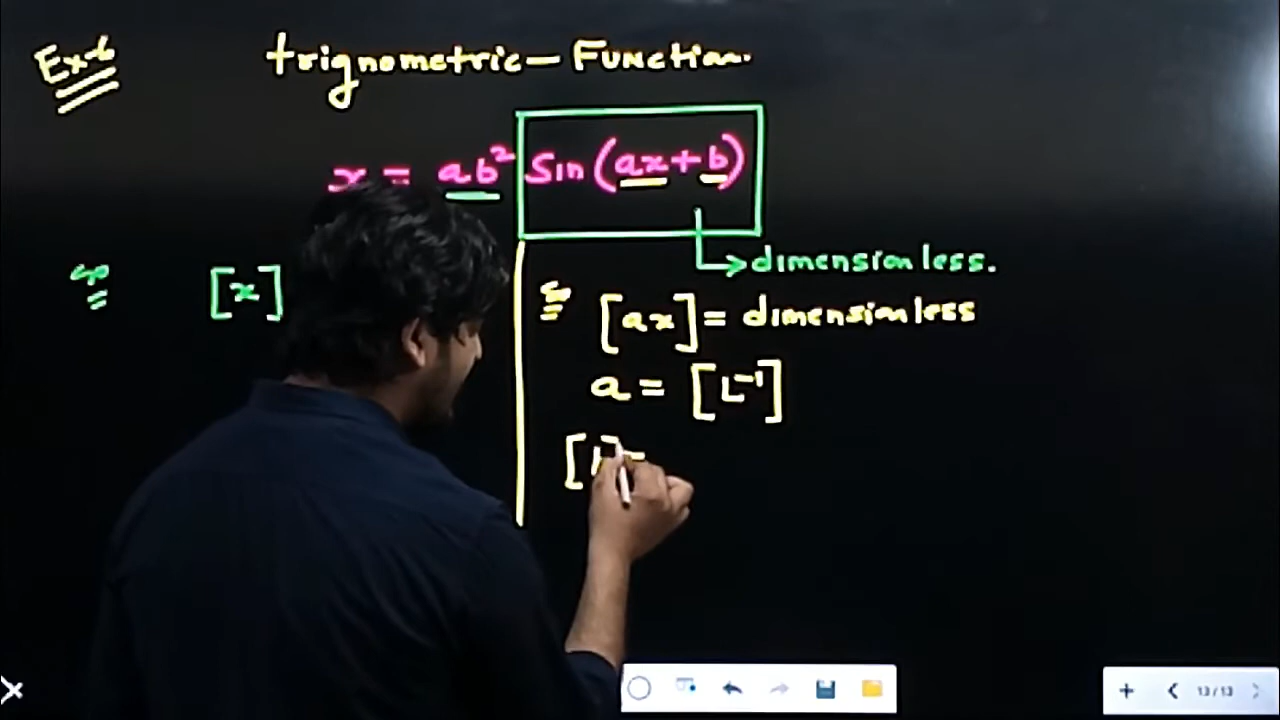 Ex-6
trignometric - Function.
x = ab² sin (ax+b)
dimensionless.
[x]
[ax] = dimensionless
a = [L⁻¹]
13/13